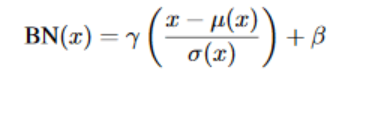 BN(x) = γ ( (x − μ(x)) / σ(x) ) + β